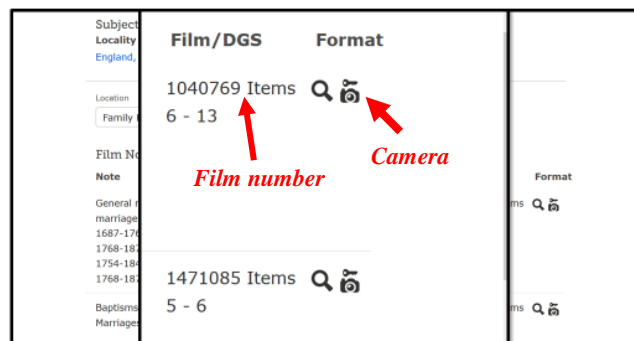 Subject
Locality
England,
Location
Family
Film No
Note
General
marriage
1687-176
1768-187
1754-184
1768-187
Baptisms
Marriages
Film/DGS Format
1040769 Items
6 - 13
Film number
Camera
1471085 Items
5 - 6
Format
ms
ms